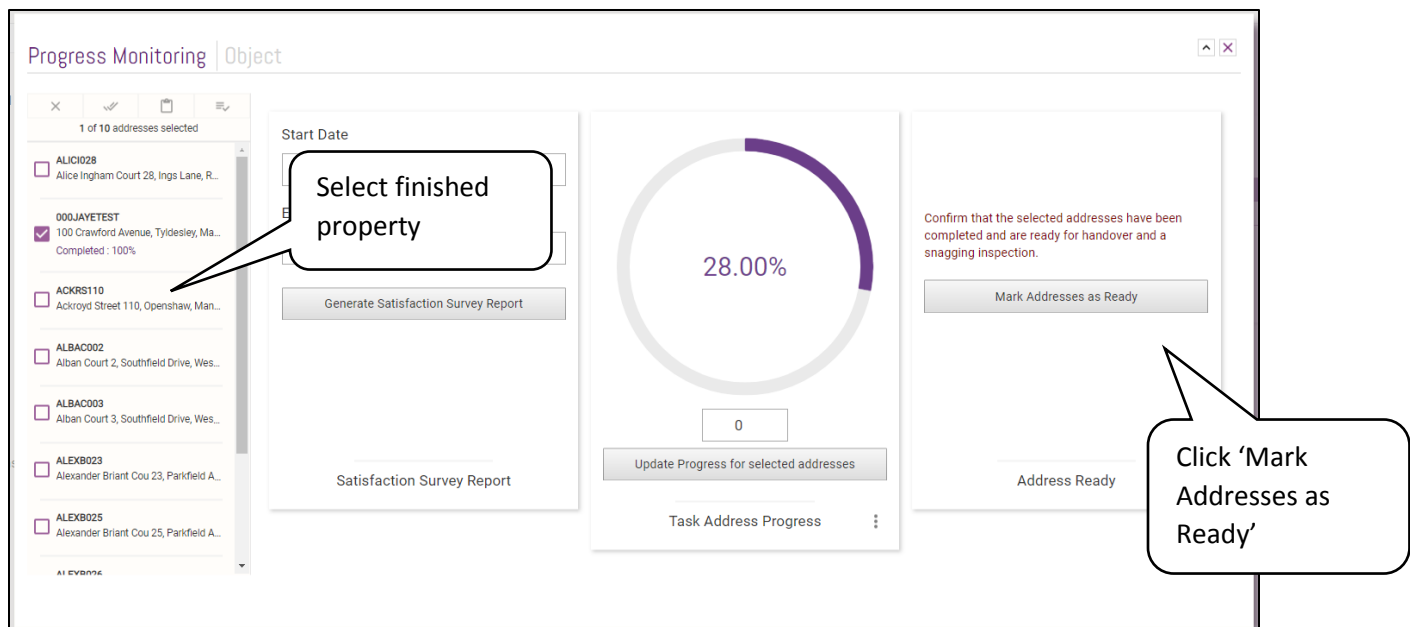 Progress Monitoring Object
1 of 10 addresses selected
ALICI028
Alice Ingham Court 28, Ings Lane, R...
000JAYETEST
100 Crawford Avenue, Tyldesley, Ma...
Completed : 100%
ACKRS110
Ackroyd Street 110, Openshaw, Man...
ALBAC002
Alban Court 2, Southfield Drive, Wes...
ALBAC003
Alban Court 3, Southfield Drive, Wes...
ALEXB023
Alexander Briant Cou 23, Parkfield A...
ALEXB025
Alexander Briant Cou 25, Parkfield A...
Start Date
E
Select finished
property
Generate Satisfaction Survey Report
Satisfaction Survey Report
28.00%
0
Update Progress for selected addresses
Task Address Progress
Confirm that the selected addresses have been
completed and are ready for handover and a
snagging inspection.
Mark Addresses as Ready
Address Ready
Click ‘Mark
Addresses as
Ready’